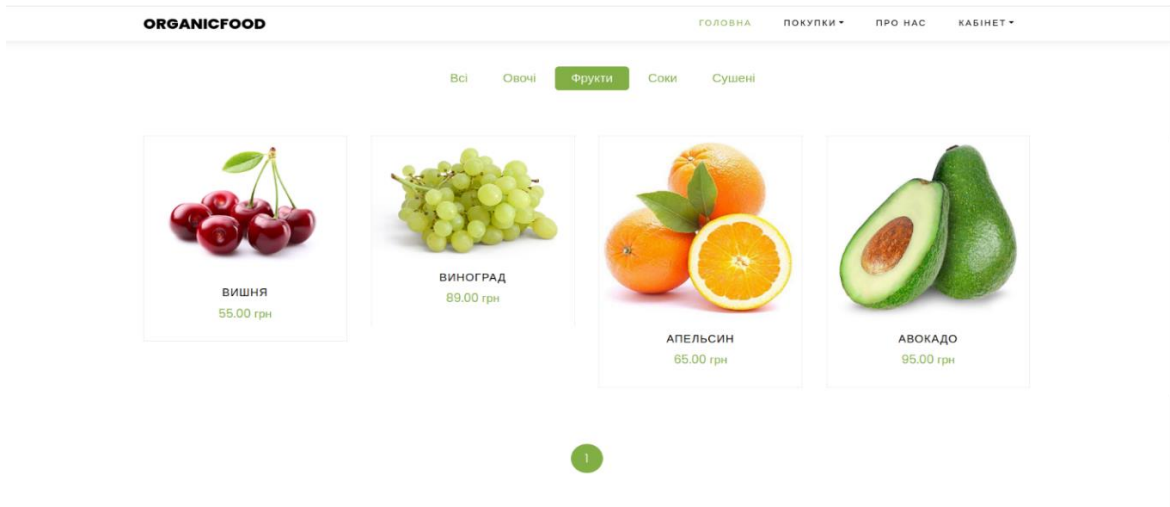 ORGANICFOOD ГОЛОВНА ПОКУПКИ ПРО НАС КАБІНЕТ
Всі Овочі Фрукти Соки Сушені
ВИШНЯ
55.00 грн
ВИНОГРАД
89.00 грн
АПЕЛЬСИН
65.00 грн
АВОКАДО
95.00 грн
1